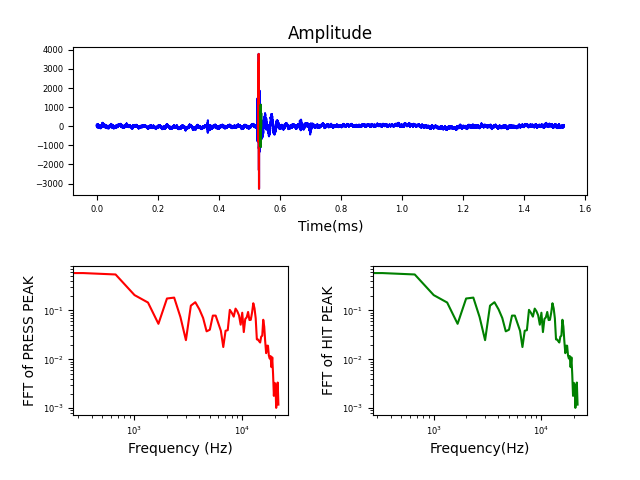 Amplitude
4000
3000
2000
1000
0
−1000
−2000
−3000
0.0 0.2 0.4 0.6 0.8 1.0 1.2 1.4 1.6
Time(ms)
FFT of PRESS PEAK
10⁻¹
10⁻²
10⁻³
10³ 10⁴
Frequency (Hz)
FFT of HIT PEAK
10⁻¹
10⁻²
10⁻³
10³ 10⁴
Frequency(Hz)